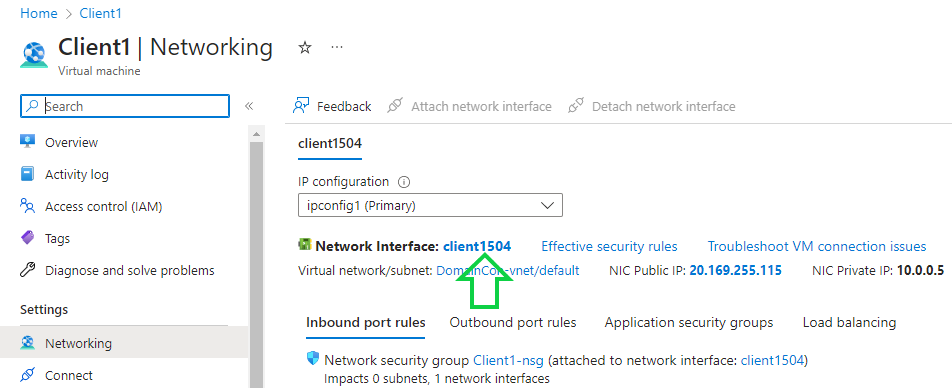 Home > Client1
Client1 | Networking ☆ ...
Virtual machine
Search «
Feedback Attach network interface Detach network interface
Overview
Activity log
Access control (IAM)
Tags
Diagnose and solve problems
Settings
Networking
Connect
client1504
IP configuration
ipconfig1 (Primary)
Network Interface: client1504 Effective security rules Troubleshoot VM connection issues
Virtual network/subnet: -vnet/default NIC Public IP: 20.169.255.115 NIC Private IP: 10.0.0.5
Inbound port rules Outbound port rules Application security groups Load balancing
Network security group Client1-nsg (attached to network interface: client1504)
Impacts 0 subnets, 1 network interfaces